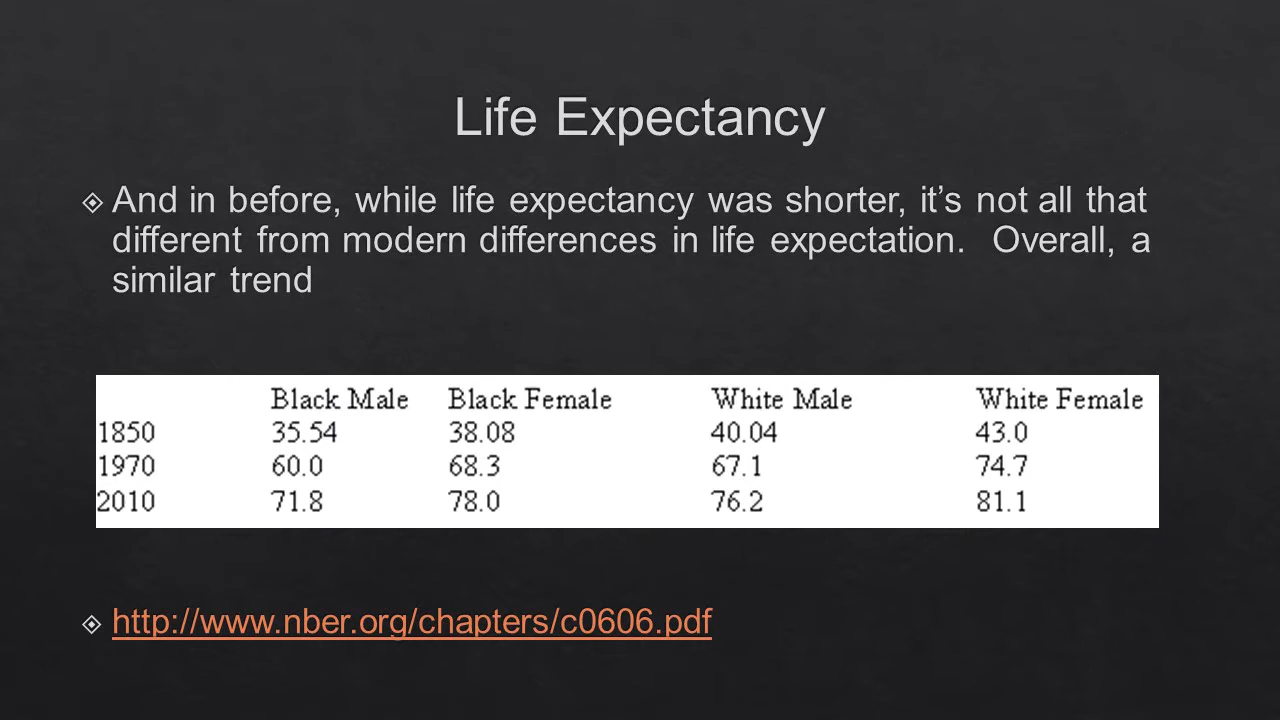 Life Expectancy
And in before, while life expectancy was shorter, it’s not all that
different from modern differences in life expectation. Overall, a
similar trend
Black Male Black Female White Male White Female
1850 35.54 38.08 40.04 43.0
1970 60.0 68.3 67.1 74.7
2010 71.8 78.0 76.2 81.1
http://www.nber.org/chapters/c0606.pdf